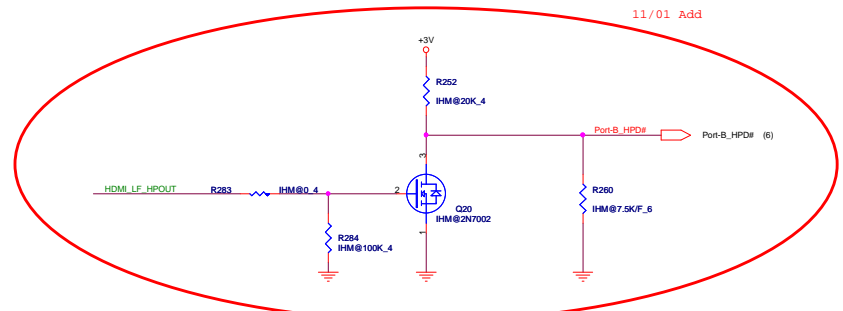 11/01 Add
+3V
R252
IHM@20K_4
Port-B_HPD#
Port-B_HPD# (6)
3
HDMI_LF_HPOUT
R283
IHM@0_4
2
Q20
IHM@2N7002
1
R260
IHM@7.5K/F_6
R284
IHM@100K_4